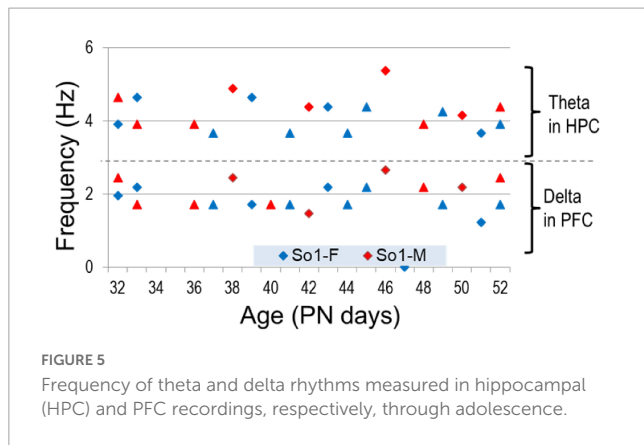 6
4
2
0
Frequency (Hz)
Theta
in HPC
Delta
in PFC
So1-F So1-M
32 34 36 38 40 42 44 46 48 50 52
Age (PN days)
FIGURE 5
Frequency of theta and delta rhythms measured in hippocampal
(HPC) and PFC recordings, respectively, through adolescence.